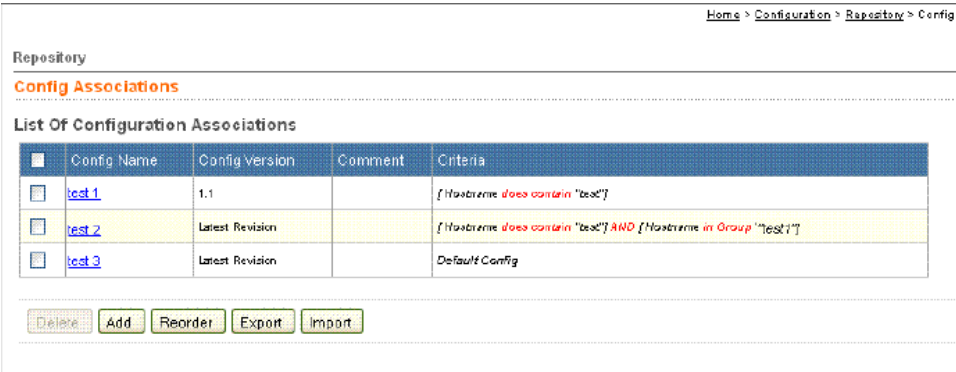 Home > Configuration > Repository > Config
Repository
Config Associations
List Of Configuration Associations
Config Name Config Version Comment Criteria
test 1 1.1 [ Hostname does contain "test"]
test 2 Latest Revision [ Hostname does contain "test"] AND [ Hostname in Group ""test1"]
test 3 Latest Revision Default Config
Delete Add Reorder Export Import